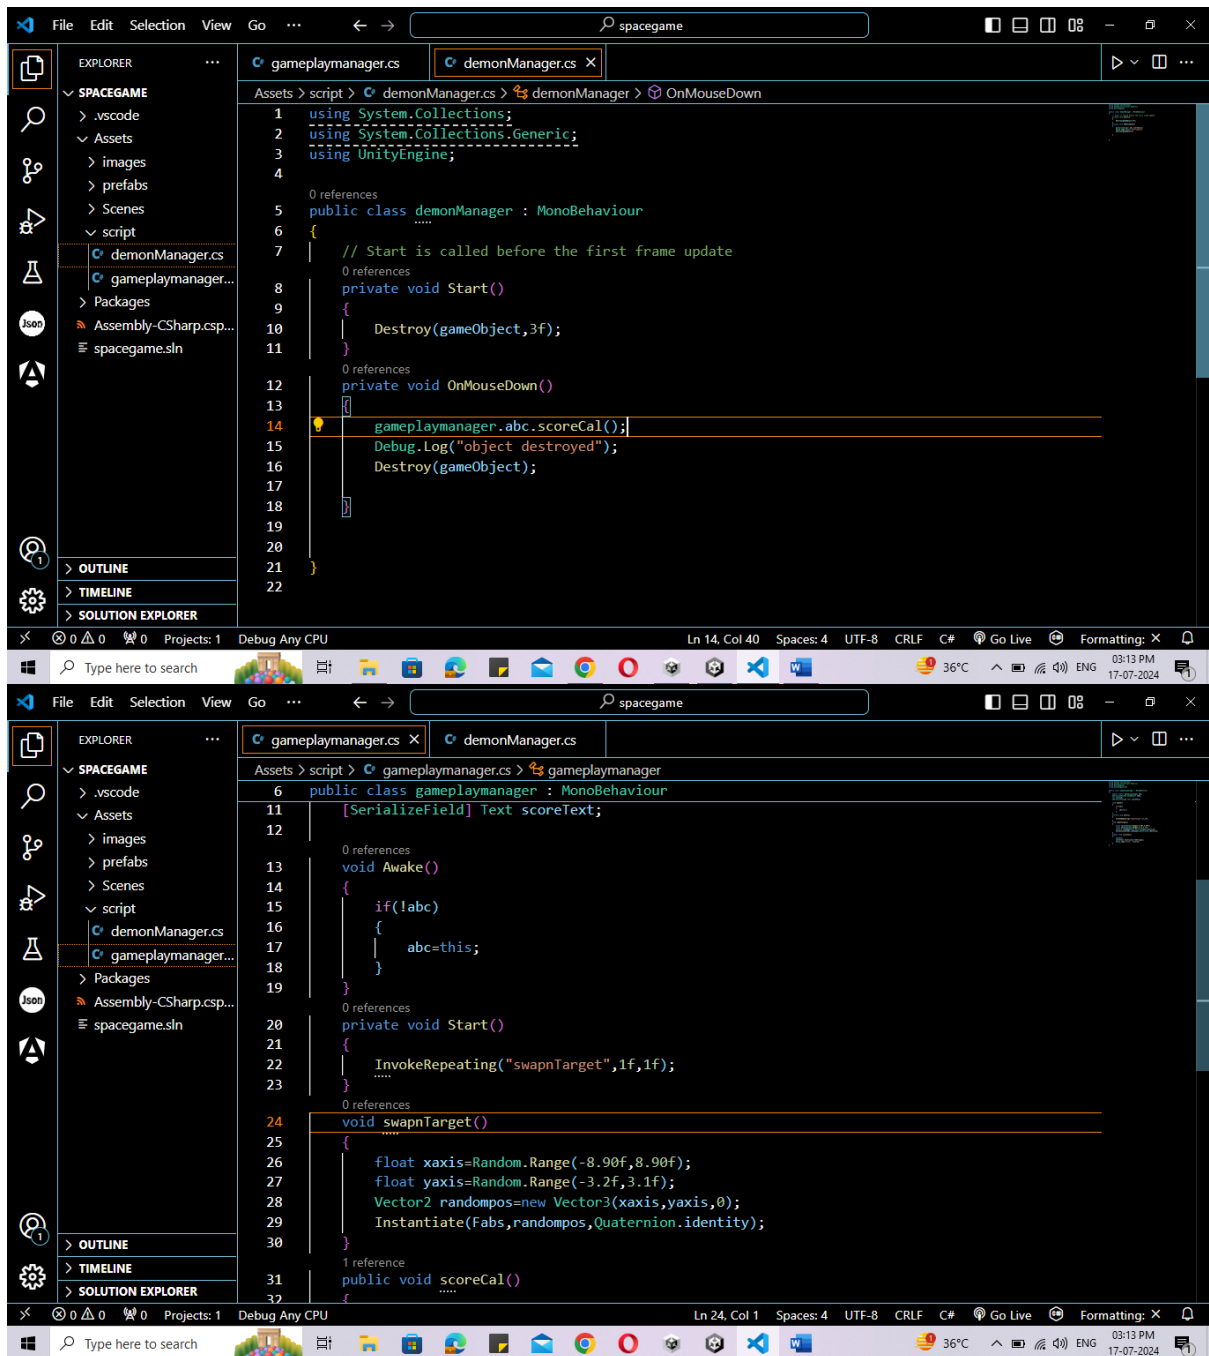 File Edit Selection View Go ··· spacegame
EXPLORER ··· gameplaymanager.cs demonManager.cs
SPACEGAME Assets > script > demonManager.cs > demonManager > OnMouseDown
> .vscode
Assets
> images
> prefabs
> Scenes
script
demonManager.cs
gameplaymanager...
> Packages
Assembly-CSharp.csp...
spacegame.sln
Json
1 using System.Collections;
2 using System.Collections.Generic;
3 using UnityEngine;
4
0 references
5 public class demonManager : MonoBehaviour
6 {
7 // Start is called before the first frame update
0 references
8 private void Start()
9 {
10 Destroy(gameObject,3f);
11 }
0 references
12 private void OnMouseDown()
13 {
14 gameplaymanager.abc.scoreCal();
15 Debug.Log("object destroyed");
16 Destroy(gameObject);
17
18 }
19
20
21 }
22
1
> OUTLINE
> TIMELINE
> SOLUTION EXPLORER
0 0 0 Projects: 1 Debug Any CPU Ln 14, Col 40 Spaces: 4 UTF-8 CRLF C# Go Live Formatting: ✕
Type here to search 9 36°C ENG 03:13 PM
17-07-2024 1
File Edit Selection View Go ··· spacegame
EXPLORER ··· gameplaymanager.cs demonManager.cs
SPACEGAME Assets > script > gameplaymanager.cs > gameplaymanager
> .vscode
Assets
> images
> prefabs
> Scenes
script
demonManager.cs
gameplaymanager...
> Packages
Assembly-CSharp.csp...
spacegame.sln
Json
6 public class gameplaymanager : MonoBehaviour
11 [SerializeField] Text scoreText;
12
0 references
13 void Awake()
14 {
15 if(!abc)
16 {
17 abc=this;
18 }
19 }
0 references
20 private void Start()
21 {
22 InvokeRepeating("swapnTarget",1f,1f);
23 }
0 references
24 void swapnTarget()
25 {
26 float xaxis=Random.Range(-8.90f,8.90f);
27 float yaxis=Random.Range(-3.2f,3.1f);
28 Vector2 randompos=new Vector3(xaxis,yaxis,0);
29 Instantiate(Fabs,randompos,Quaternion.identity);
30 }
1 reference
31 public void scoreCal()
32 {
1
> OUTLINE
> TIMELINE
> SOLUTION EXPLORER
0 0 0 Projects: 1 Debug Any CPU Ln 24, Col 1 Spaces: 4 UTF-8 CRLF C# Go Live Formatting: ✕
Type here to search 9 36°C ENG 03:13 PM
17-07-2024 1